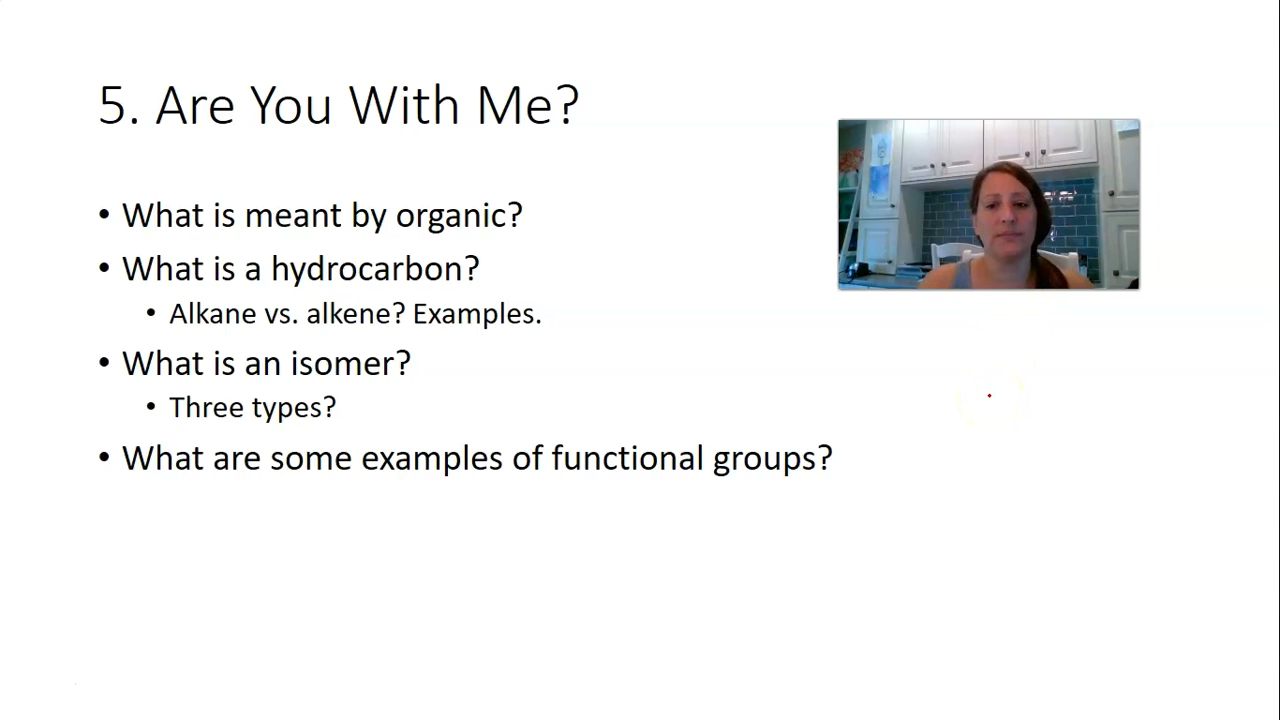 5. Are You With Me?
• What is meant by organic?
• What is a hydrocarbon?
• Alkane vs. alkene? Examples.
• What is an isomer?
• Three types?
• What are some examples of functional groups?